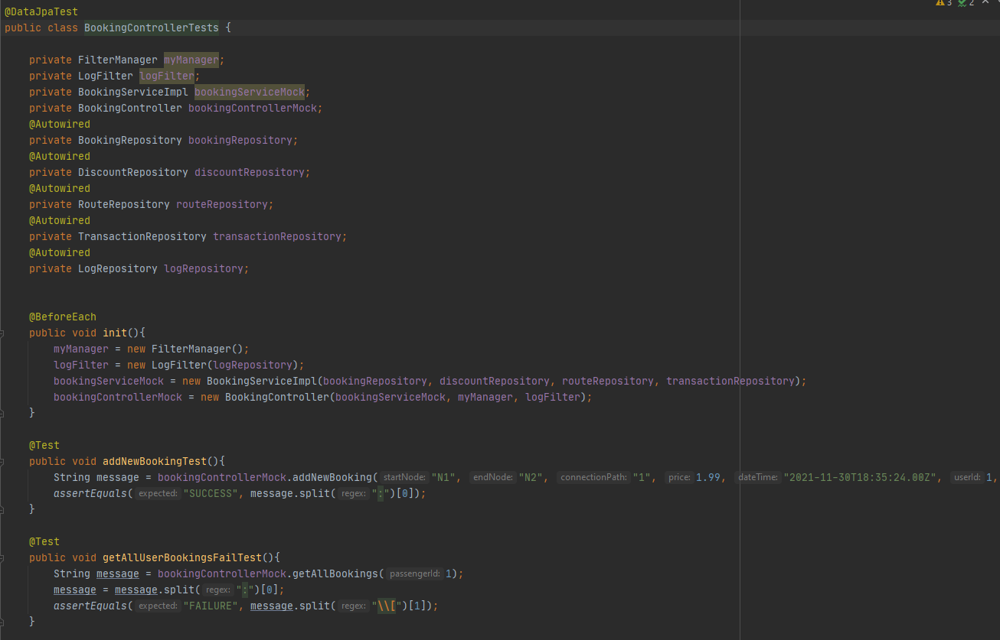 3 2
@DataJpaTest
public class BookingControllerTests {
private FilterManager myManager;
private LogFilter logFilter;
private BookingServiceImpl bookingServiceMock;
private BookingController bookingControllerMock;
@Autowired
private BookingRepository bookingRepository;
@Autowired
private DiscountRepository discountRepository;
@Autowired
private RouteRepository routeRepository;
@Autowired
private TransactionRepository transactionRepository;
@Autowired
private LogRepository logRepository;
@BeforeEach
public void init(){
myManager = new FilterManager();
logFilter = new LogFilter(logRepository);
bookingServiceMock = new BookingServiceImpl(bookingRepository, discountRepository, routeRepository, transactionRepository);
bookingControllerMock = new BookingController(bookingServiceMock, myManager, logFilter);
}
@Test
public void addNewBookingTest(){
String message = bookingControllerMock.addNewBooking( startNode: "N1", endNode: "N2", connectionPath: "1", price: 1.99, dateTime: "2021-11-30T18:35:24.00Z", userId: 1,
assertEquals( expected: "SUCCESS", message.split( regex: ":")[0]);
}
@Test
public void getAllUserBookingsFailTest(){
String message = bookingControllerMock.getAllBookings( passengerId: 1);
message = message.split( regex: ":")[0];
assertEquals( expected: "FAILURE", message.split( regex: "\\[")[1]);
}